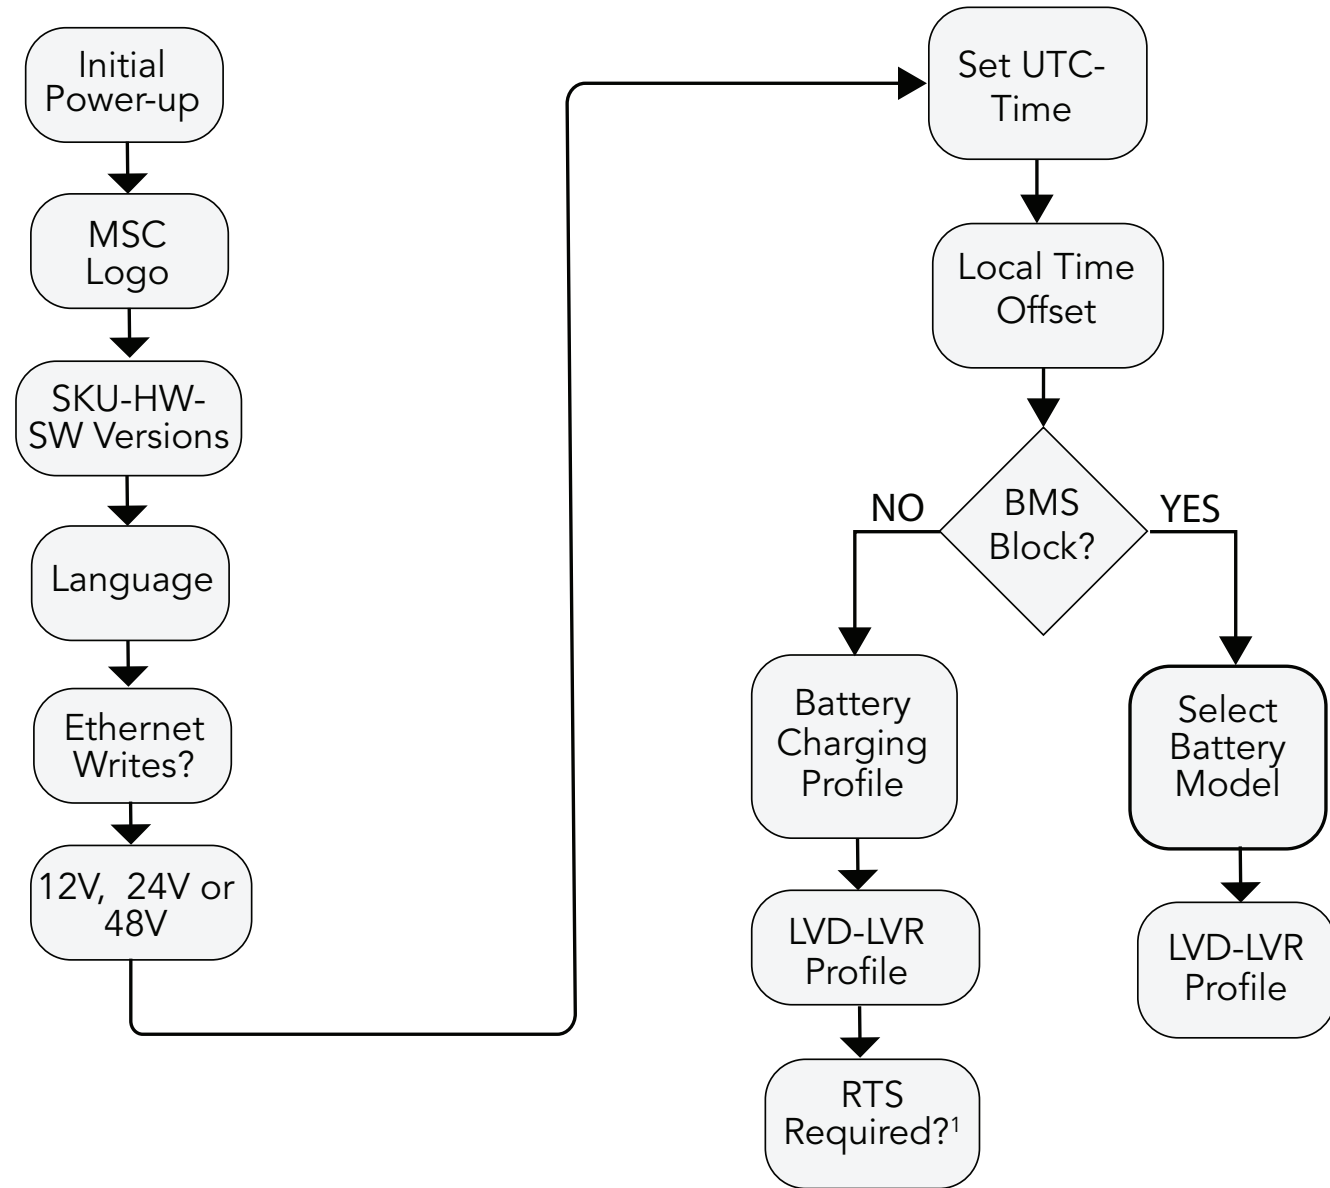 Initial
Power-up
MSC
Logo
SKU-HW-
SW Versions
Language
Ethernet
Writes?
12V,  24V or
48V
Set UTC-
Time
Local Time
Offset
BMS
Block?
NO
YES
Battery
Charging
Profile
LVD-LVR
Profile
RTS
Required?¹
Select
Battery
Model
LVD-LVR
Profile